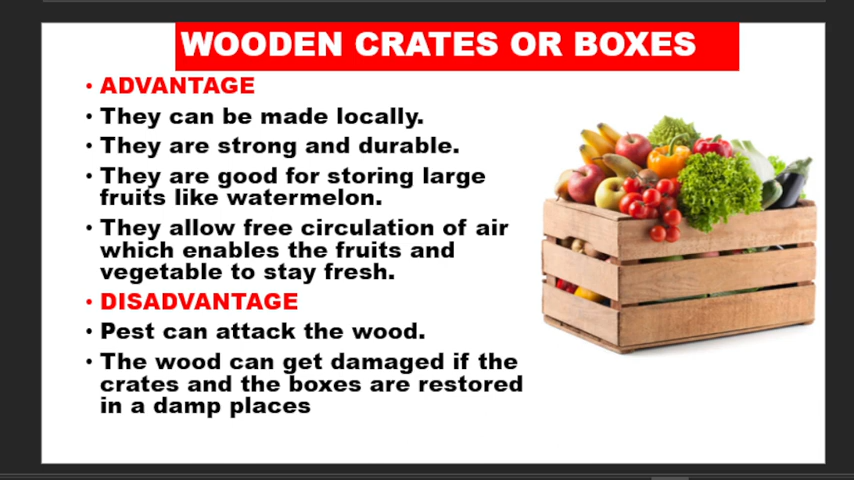 WOODEN CRATES OR BOXES
• ADVANTAGE
• They can be made locally.
• They are strong and durable.
• They are good for storing large
fruits like watermelon.
• They allow free circulation of air
which enables the fruits and
vegetable to stay fresh.
• DISADVANTAGE
• Pest can attack the wood.
• The wood can get damaged if the
crates and the boxes are restored
in a damp places